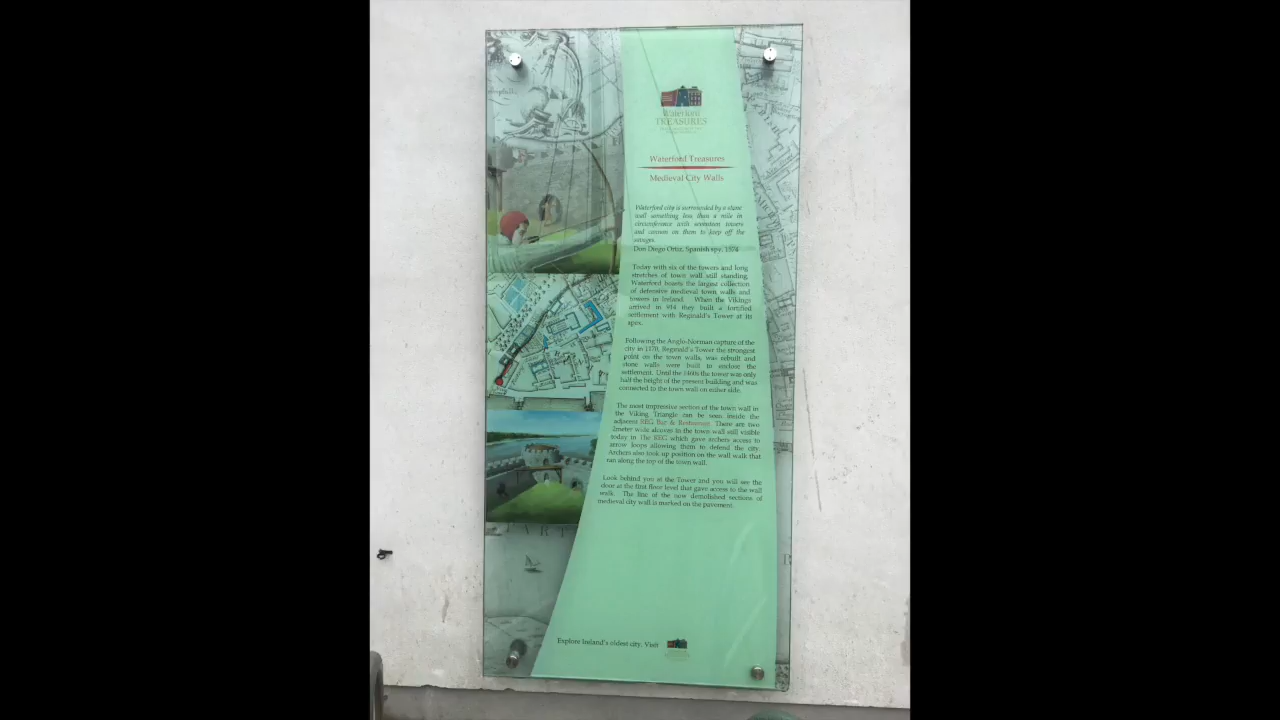 Waterford
TREASURES
Waterford Treasures
Medieval City Walls
Waterford city is surrounded by a stone
wall something less than a mile in
circumference with seventeen towers
and cannon on them to keep off the
savages.
Don Diego Ortiz, Spanish spy, 1574
Today with six of the towers and long
stretches of town wall still standing
Waterford boasts the largest collection
of defensive medieval town walls and
towers in Ireland. When the Vikings
arrived in 914 they built a fortified
settlement with Reginald's Tower at its
apex.
Following the Anglo-Norman capture of the
city in 1170, Reginald's Tower the strongest
point on the town walls, was rebuilt and
stone walls were built to enclose the
settlement. Until the 1460s the tower was only
half the height of the present building and was
connected to the town wall on either side.
The most impressive section of the town wall in
the Viking Triangle can be seen inside the
adjacent REG Bar & Restaurant. There are two
2meter wide alcoves in the town wall still visible
today in The REG which gave archers access to
arrow loops allowing them to defend the city.
Archers also took up position on the wall walk that
ran along the top of the town wall.
Look behind you at the Tower and you will see the
door at the first floor level that gave access to the wall
walk. The line of the now demolished sections of
medieval city wall is marked on the pavement.
Explore Ireland's oldest city. Visit